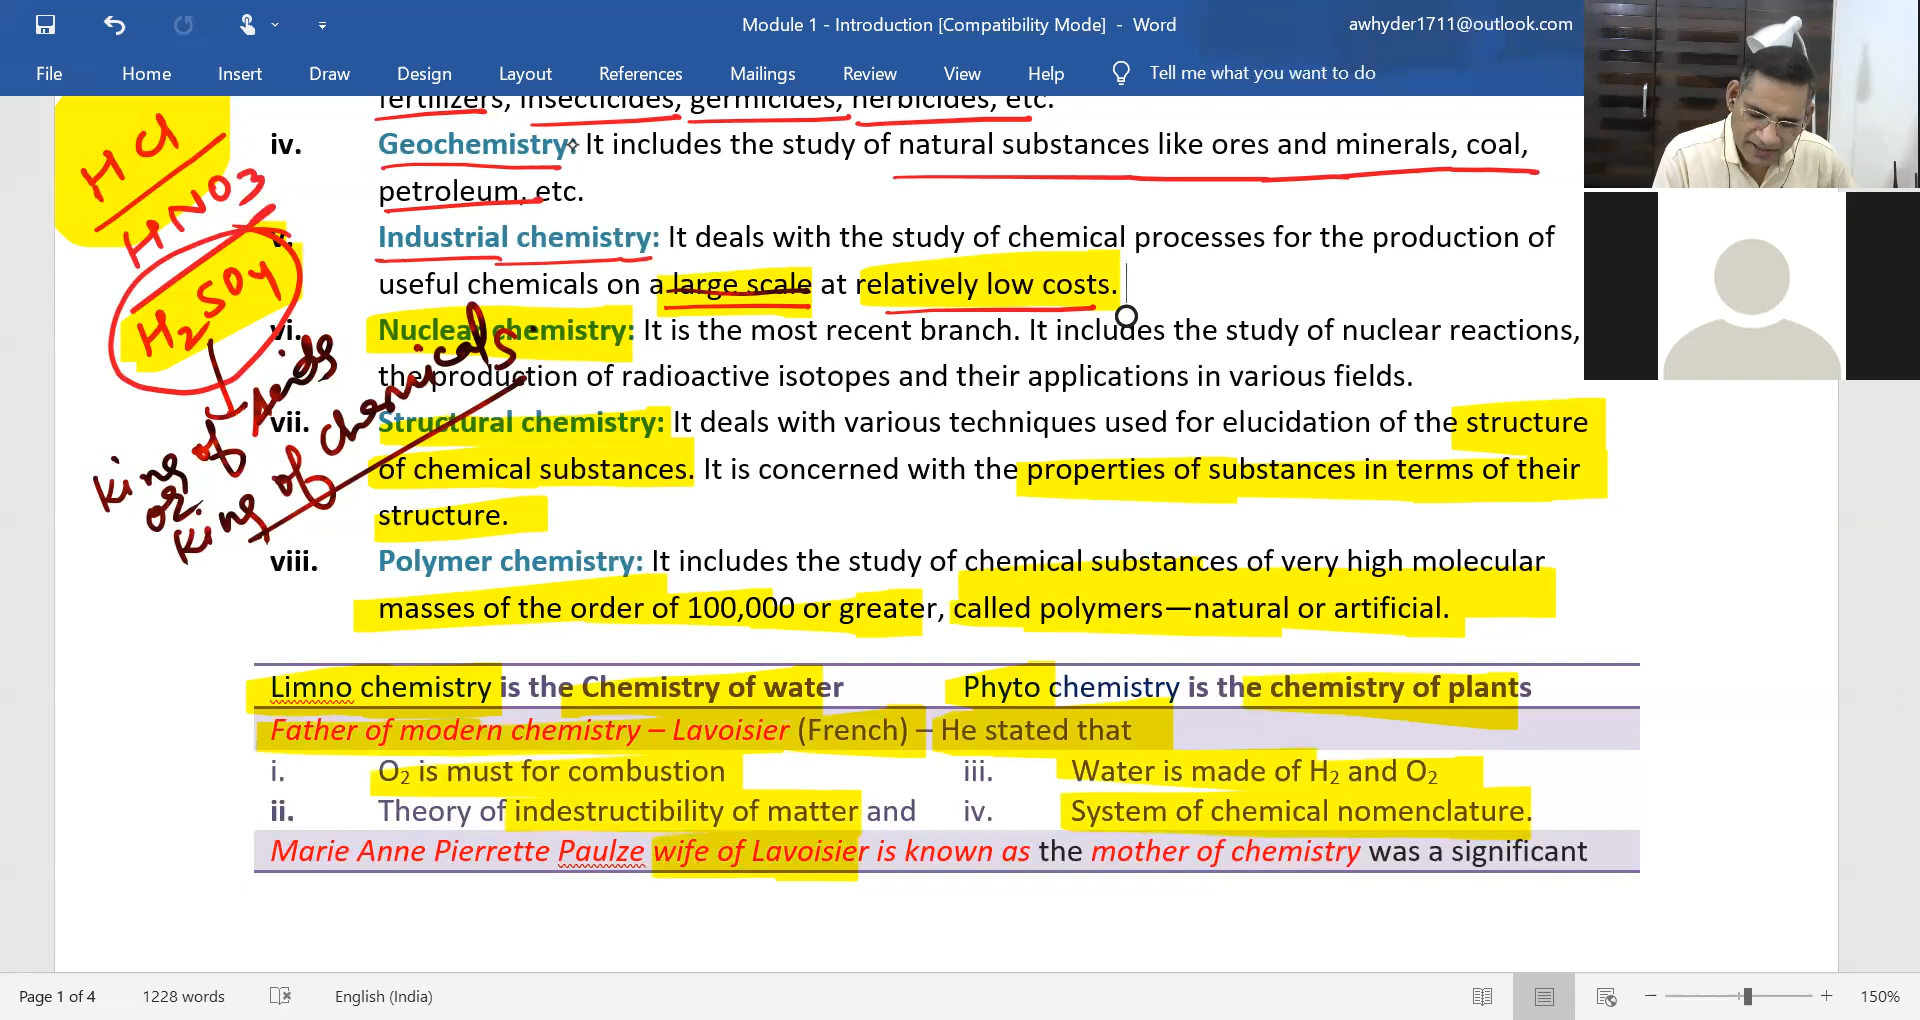 Module 1 - Introduction [Compatibility Mode] - Word
awhyder1711@outlook.com
File Home Insert Draw Design Layout References Mailings Review View Help Tell me what you want to do
fertilizers, insecticides, germicides, herbicides, etc.
iv. Geochemistry: It includes the study of natural substances like ores and minerals, coal,
petroleum, etc.
v. Industrial chemistry: It deals with the study of chemical processes for the production of
useful chemicals on a large scale at relatively low costs.
vi. Nuclear chemistry: It is the most recent branch. It includes the study of nuclear reactions,
the production of radioactive isotopes and their applications in various fields.
vii. Structural chemistry: It deals with various techniques used for elucidation of the structure
of chemical substances. It is concerned with the properties of substances in terms of their
structure.
viii. Polymer chemistry: It includes the study of chemical substances of very high molecular
masses of the order of 100,000 or greater, called polymers—natural or artificial.
HCl
HNO3
H2SO4
King of Acids
or
King of chemicals
Limno chemistry is the Chemistry of water Phyto chemistry is the chemistry of plants
Father of modern chemistry – Lavoisier (French) – He stated that
i. O₂ is must for combustion iii. Water is made of H₂ and O₂
ii. Theory of indestructibility of matter and iv. System of chemical nomenclature.
Marie Anne Pierrette Paulze wife of Lavoisier is known as the mother of chemistry was a significant
Page 1 of 4 1228 words English (India) 150%